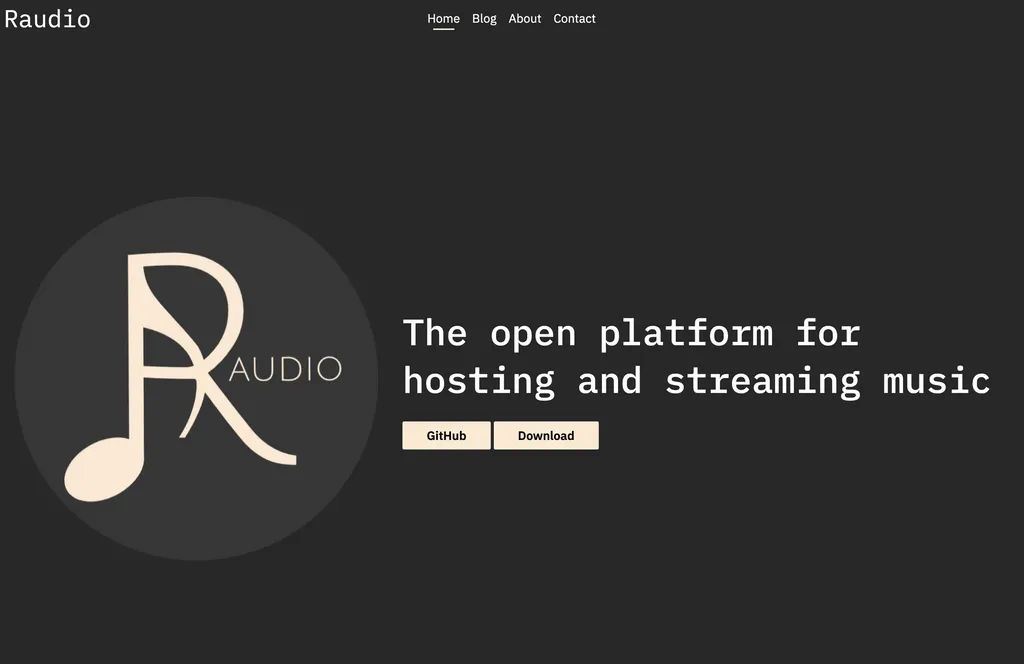 Raudio
Home Blog About Contact
RAUDIO
The open platform for
hosting and streaming music
GitHub Download